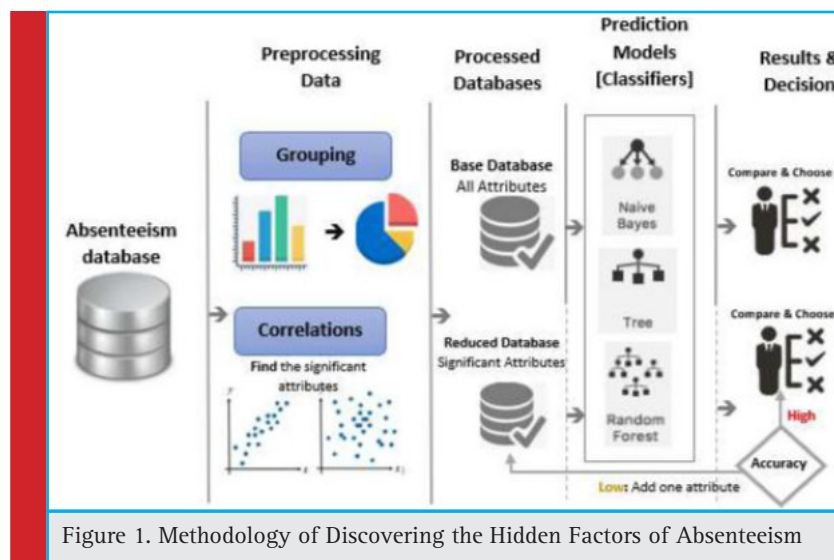 Preprocessing
Data
Processed
Databases
Prediction
Models
[Classifiers]
Results &
Decision
Absenteeism
database
Grouping
Correlations
Find the significant
attributes
y
x
x
Base Database
All Attributes
Reduced Database
Significant Attributes
Naive
Bayes
Tree
Random
Forest
Compare & Choose
Compare & Choose
High
Accuracy
Low: Add one attribute
Figure 1. Methodology of Discovering the Hidden Factors of Absenteeism